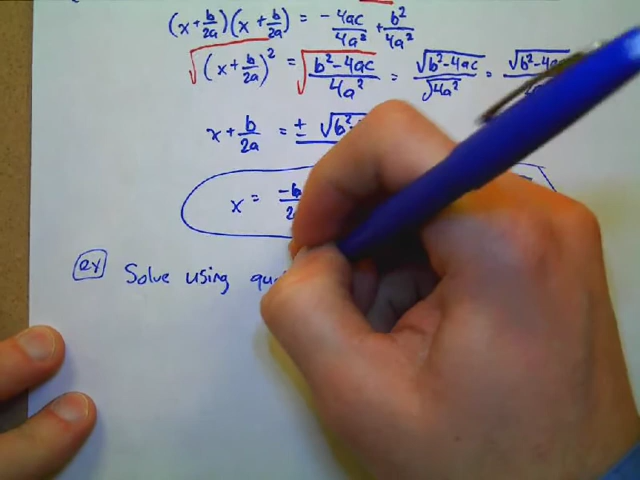 (x + b/2a)(x + b/2a) = -4ac/4a² + b²/4a²
√(x + b/2a)² = √(b²-4ac/4a²) = √(b²-4ac)/√(4a²) = √(b²-4ac
x + b/2a = ± √b²
x = -b/2
ex Solve using